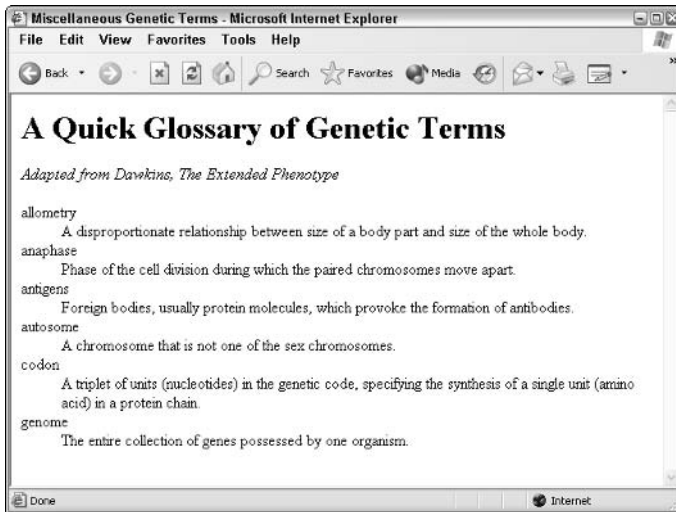 Miscellaneous Genetic Terms - Microsoft Internet Explorer
File Edit View Favorites Tools Help
Back Search Favorites Media »
A Quick Glossary of Genetic Terms
Adapted from Dawkins, The Extended Phenotype
allometry
A disproportionate relationship between size of a body part and size of the whole body.
anaphase
Phase of the cell division during which the paired chromosomes move apart.
antigens
Foreign bodies, usually protein molecules, which provoke the formation of antibodies.
autosome
A chromosome that is not one of the sex chromosomes.
codon
A triplet of units (nucleotides) in the genetic code, specifying the synthesis of a single unit (amino
acid) in a protein chain.
genome
The entire collection of genes possessed by one organism.
Done Internet